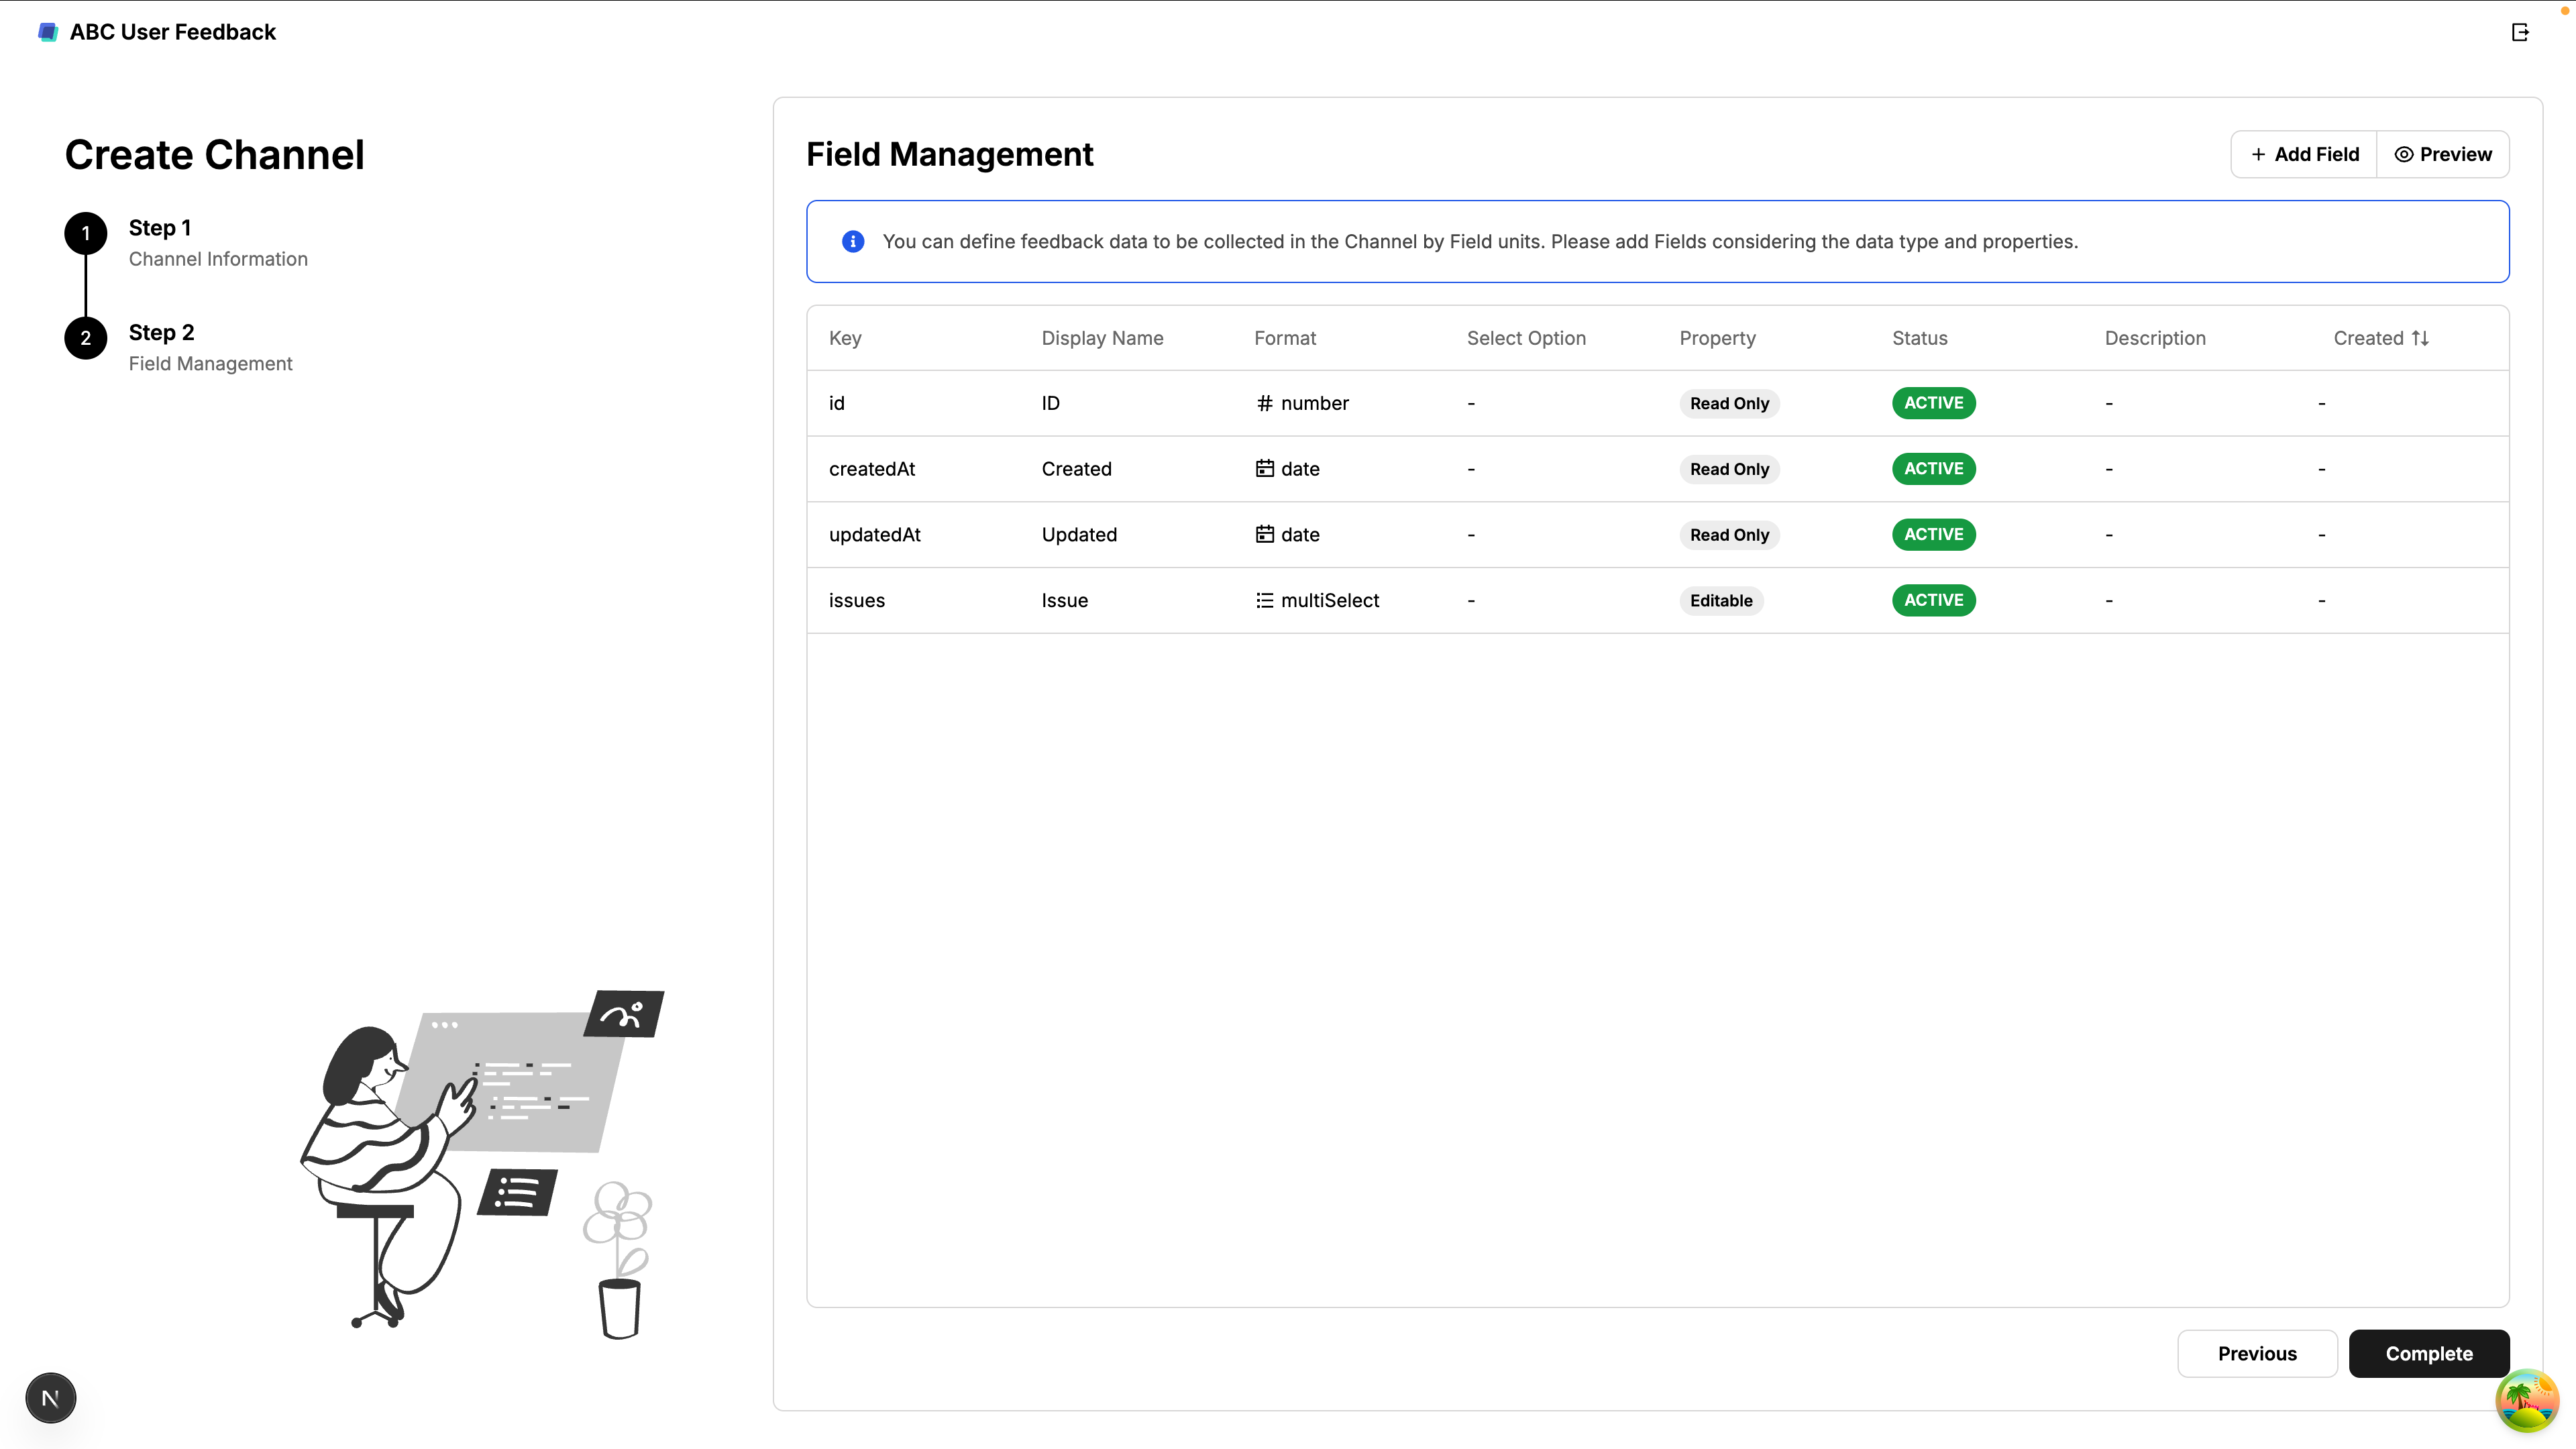 ABC User Feedback
Create Channel
1
Step 1
Channel Information
2
Step 2
Field Management
Field Management
Add Field
Preview
You can define feedback data to be collected in the Channel by Field units. Please add Fields considering the data type and properties.
Key Display Name Format Select Option Property Status Description Created
id ID # number - Read Only ACTIVE - -
createdAt Created date - Read Only ACTIVE - -
updatedAt Updated date - Read Only ACTIVE - -
issues Issue multiSelect - Editable ACTIVE - -
Previous
Complete
N